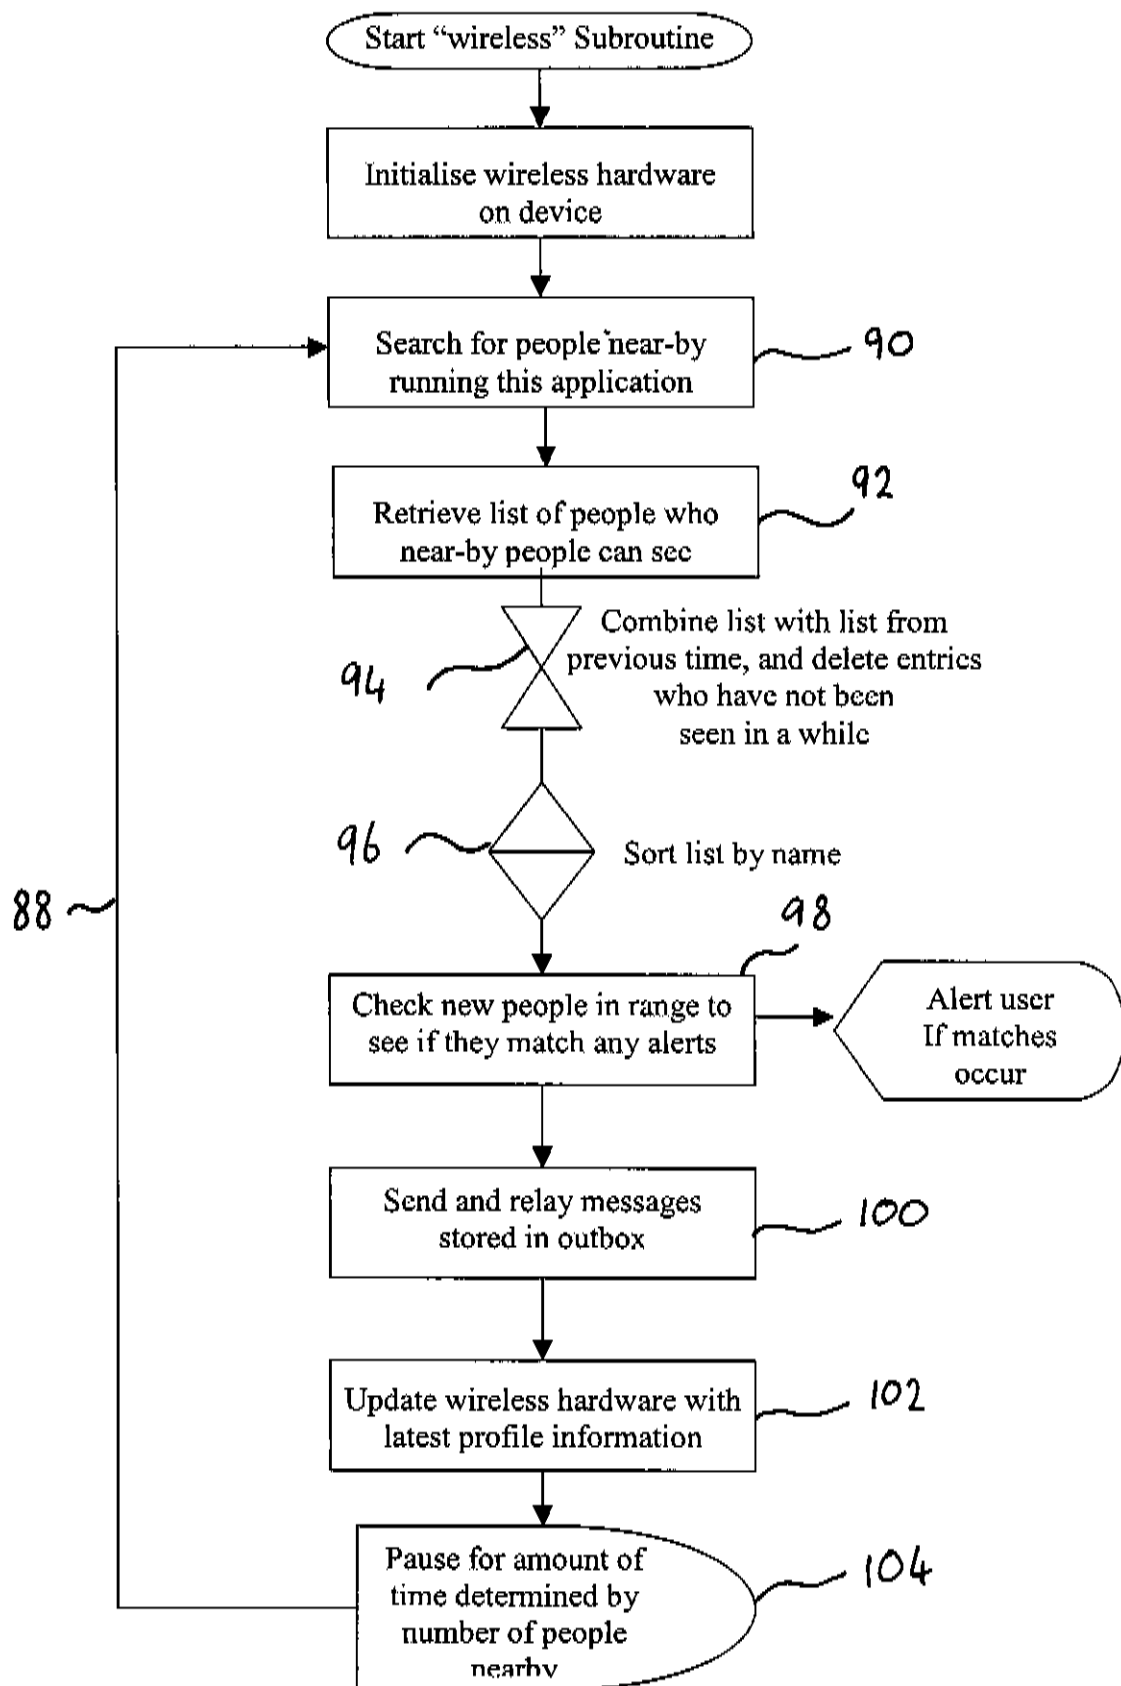 Start “wireless” Subroutine
Initialise wireless hardware
on device
Search for people near-by
running this application
90
Retrieve list of people who
near-by people can see
92
Combine list with list from
previous time, and delete entries
who have not been
seen in a while
94
96
Sort list by name
88
98
Check new people in range to
see if they match any alerts
Alert user
If matches
occur
Send and relay messages
stored in outbox
100
Update wireless hardware with
latest profile information
102
Pause for amount of
time determined by
number of people
nearby
104